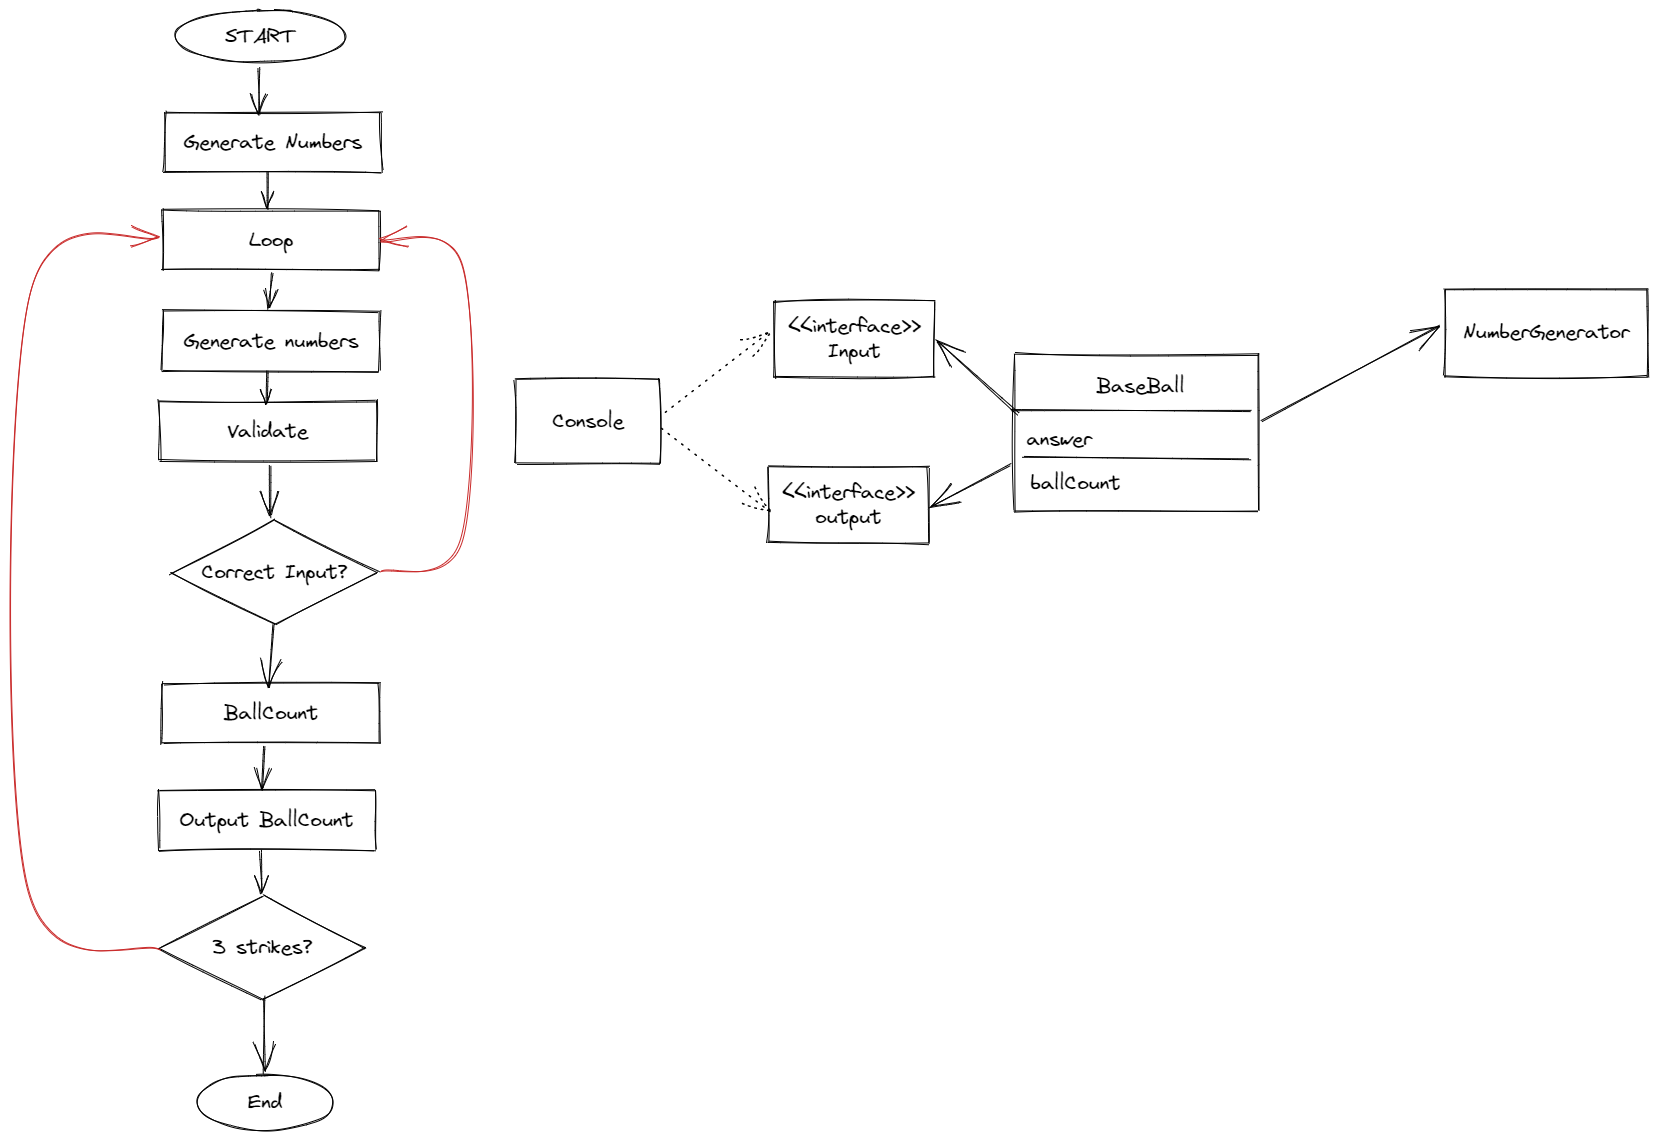 START
Generate Numbers
Loop
Generate numbers
Validate
Correct Input?
BallCount
Output BallCount
3 strikes?
End
Console
<<interface>>
Input
<<interface>>
output
BaseBall
answer
ballCount
NumberGenerator